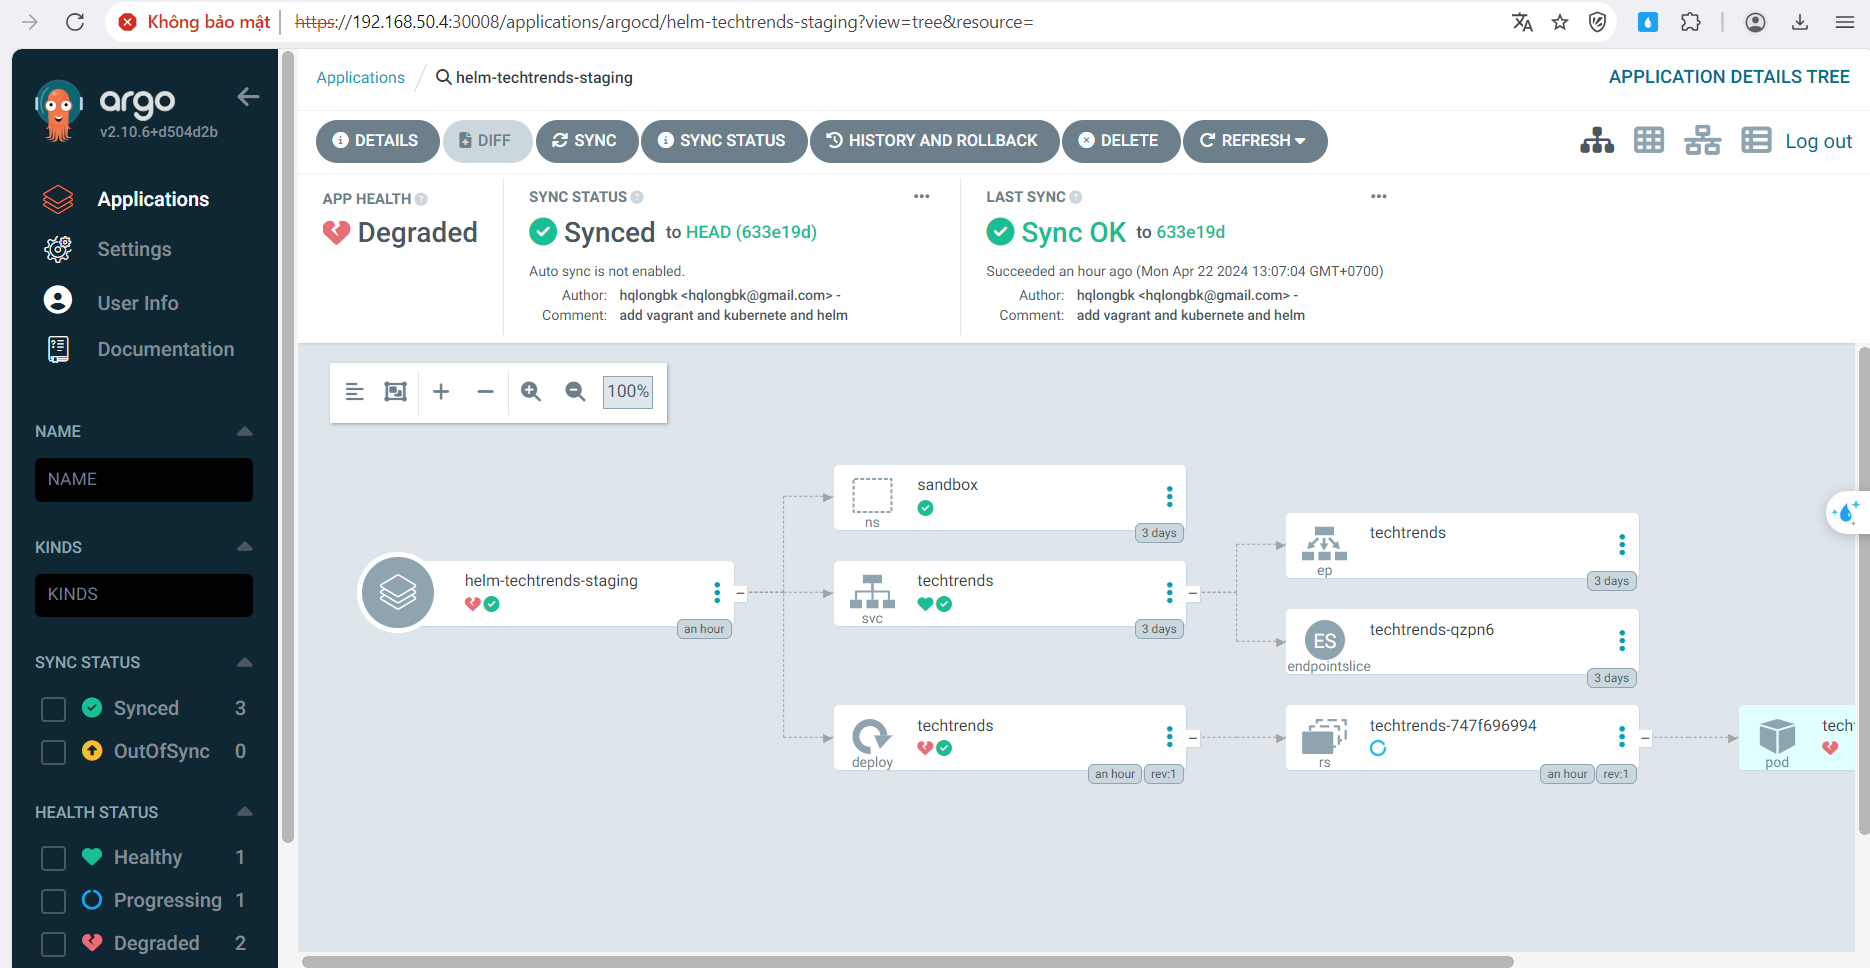 Không bảo mật https://192.168.50.4:30008/applications/argocd/helm-techtrends-staging?view=tree&resource=
argo
v2.10.6+d504d2b
Applications
Settings
User Info
Documentation
NAME
NAME
KINDS
KINDS
SYNC STATUS
Synced 3
OutOfSync 0
HEALTH STATUS
Healthy 1
Progressing 1
Degraded 2
Applications / helm-techtrends-staging
APPLICATION DETAILS TREE
DETAILS DIFF SYNC SYNC STATUS HISTORY AND ROLLBACK DELETE REFRESH
Log out
APP HEALTH
Degraded
SYNC STATUS
Synced to HEAD (633e19d)
Auto sync is not enabled.
Author: hqlongbk <hqlongbk@gmail.com> -
Comment: add vagrant and kubernete and helm
LAST SYNC
Sync OK to 633e19d
Succeeded an hour ago (Mon Apr 22 2024 13:07:04 GMT+0700)
Author: hqlongbk <hqlongbk@gmail.com> -
Comment: add vagrant and kubernete and helm
100%
helm-techtrends-staging
an hour
sandbox
ns
3 days
techtrends
svc
3 days
techtrends
deploy
an hour rev:1
techtrends
ep
3 days
techtrends-qzpn6
ES
endpointslice
3 days
techtrends-747f696994
rs
an hour rev:1
tech
pod